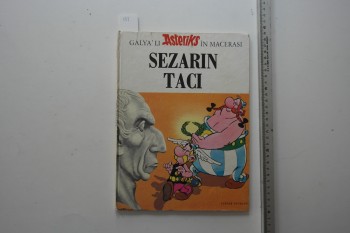 GALYA'LI Asteriks İN MACERASI
SEZARIN
TACI